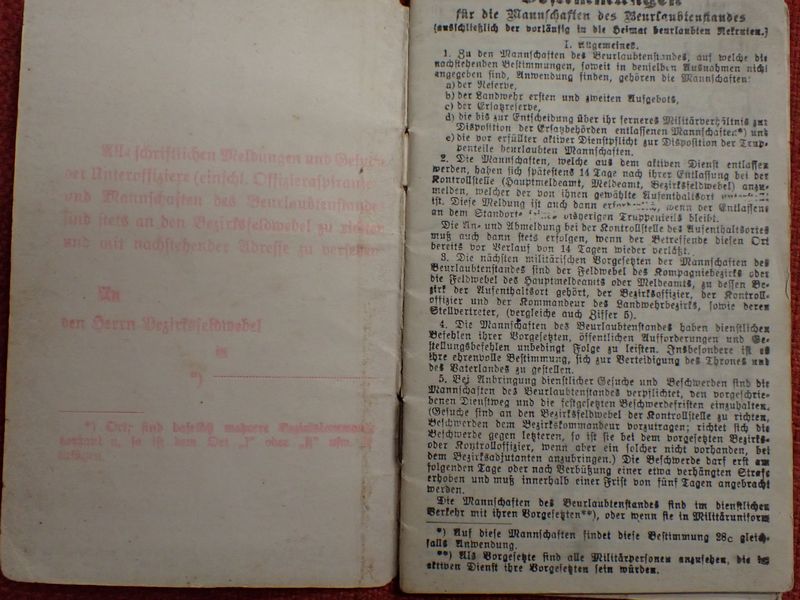 Alle schriftlichen Meldungen und Gesuche
der Unteroffiziere (einschl. Offizieraspiranten)
und Mannschaften des Beurlaubtenstandes
sind stets an den Bezirksfeldwebel zu richten
und mit nachstehender Adresse zu versehen
An
den Herrn Bezirksfeldwebel
in
*)
*) Ort; sind daselbst mehrere
so ist dem Ort „I“ oder „II“ usw.
für die Mannschaften des Beurlaubtenstandes
(ausschließlich der vorläufig in die Heimat beurlaubten Rekruten.)
I. Allgemeines.
1. Zu den Mannschaften des Beurlaubtenstandes, auf welche die
nachstehenden Bestimmungen, soweit in denselben Ausnahmen nicht
angegeben sind, Anwendung finden, gehören die Mannschaften:
a) der Reserve,
b) der Landwehr ersten und zweiten Aufgebots,
c) der Ersatzreserve,
d) die bis zur Entscheidung über ihr ferneres Militärverhältnis zur
Disposition der Ersatzbehörden entlassenen Mannschaften*) und
e) die vor erfüllter aktiver Dienstpflicht zur Disposition der Trup-
penteile beurlaubten Mannschaften.
2. Die Mannschaften, welche aus dem aktiven Dienst entlassen
werden, haben sich spätestens 14 Tage nach ihrer Entlassung bei der
Kontrollstelle (Hauptmeldeamt, Meldeamt, Bezirksfeldwebel) anzu-
melden, welcher der von ihnen gewählte Aufenthaltsort
ist. Diese Meldung ist auch dann wenn der Entlassene
an dem Standorte bisherigen Truppenteils bleibt.
Die An- und Abmeldung bei der Kontrollstelle des Aufenthaltsortes
muß auch dann stets erfolgen, wenn der Betreffende diesen Ort
bereits vor Verlauf von 14 Tagen wieder verläßt.
3. Die nächsten militärischen Vorgesetzten der Mannschaften des
Beurlaubtenstandes sind der Feldwebel des Kompagniebezirks oder
die Feldwebel des Hauptmeldeamts oder Meldeamts, zu dessen Be-
zirk der Aufenthaltsort gehört, der Bezirksoffizier, der Kontroll-
offizier und der Kommandeur des Landwehrbezirks, sowie deren
Stellvertreter, (vergleiche auch Ziffer 5).
4. Die Mannschaften des Beurlaubtenstandes haben dienstlichen
Befehlen ihrer Vorgesetzten, öffentlichen Aufforderungen und Ge-
stellungsbefehlen unbedingt Folge zu leisten. Insbesondere ist es
ihre ehrenvolle Bestimmung, sich zur Verteidigung des Thrones und
des Vaterlandes zu gestellen.
5. Bei Anbringung dienstlicher Gesuche und Beschwerden sind die
Mannschaften des Beurlaubtenstandes verpflichtet, den vorgeschrie-
benen Dienstweg und die festgesetzten Beschwerdefristen einzuhalten.
(Gesuche sind an den Bezirksfeldwebel der Kontrollstelle zu richten,
Beschwerden dem Bezirkskommandeur vorzutragen; richtet sich die
Beschwerde gegen letzteren, so ist sie bei dem vorgesetzten Bezirks-
oder Kontrolloffizier, wenn aber ein solcher nicht vorhanden, bei
dem Bezirksadjutanten anzubringen.) Die Beschwerde darf erst am
folgenden Tage oder nach Verbüßung einer etwa verhängten Strafe
erhoben und muß innerhalb einer Frist von fünf Tagen angebracht
werden.
Die Mannschaften des Beurlaubtenstandes sind im dienstlichen
Verkehr mit ihren Vorgesetzten**), oder wenn sie in Militäruniform
*) Auf diese Mannschaften findet diese Bestimmung 28c gleich-
falls Anwendung.
**) Als Vorgesetzte sind alle Militärpersonen anzusehen, die im
aktiven Dienst ihre Vorgesetzten sein würden.